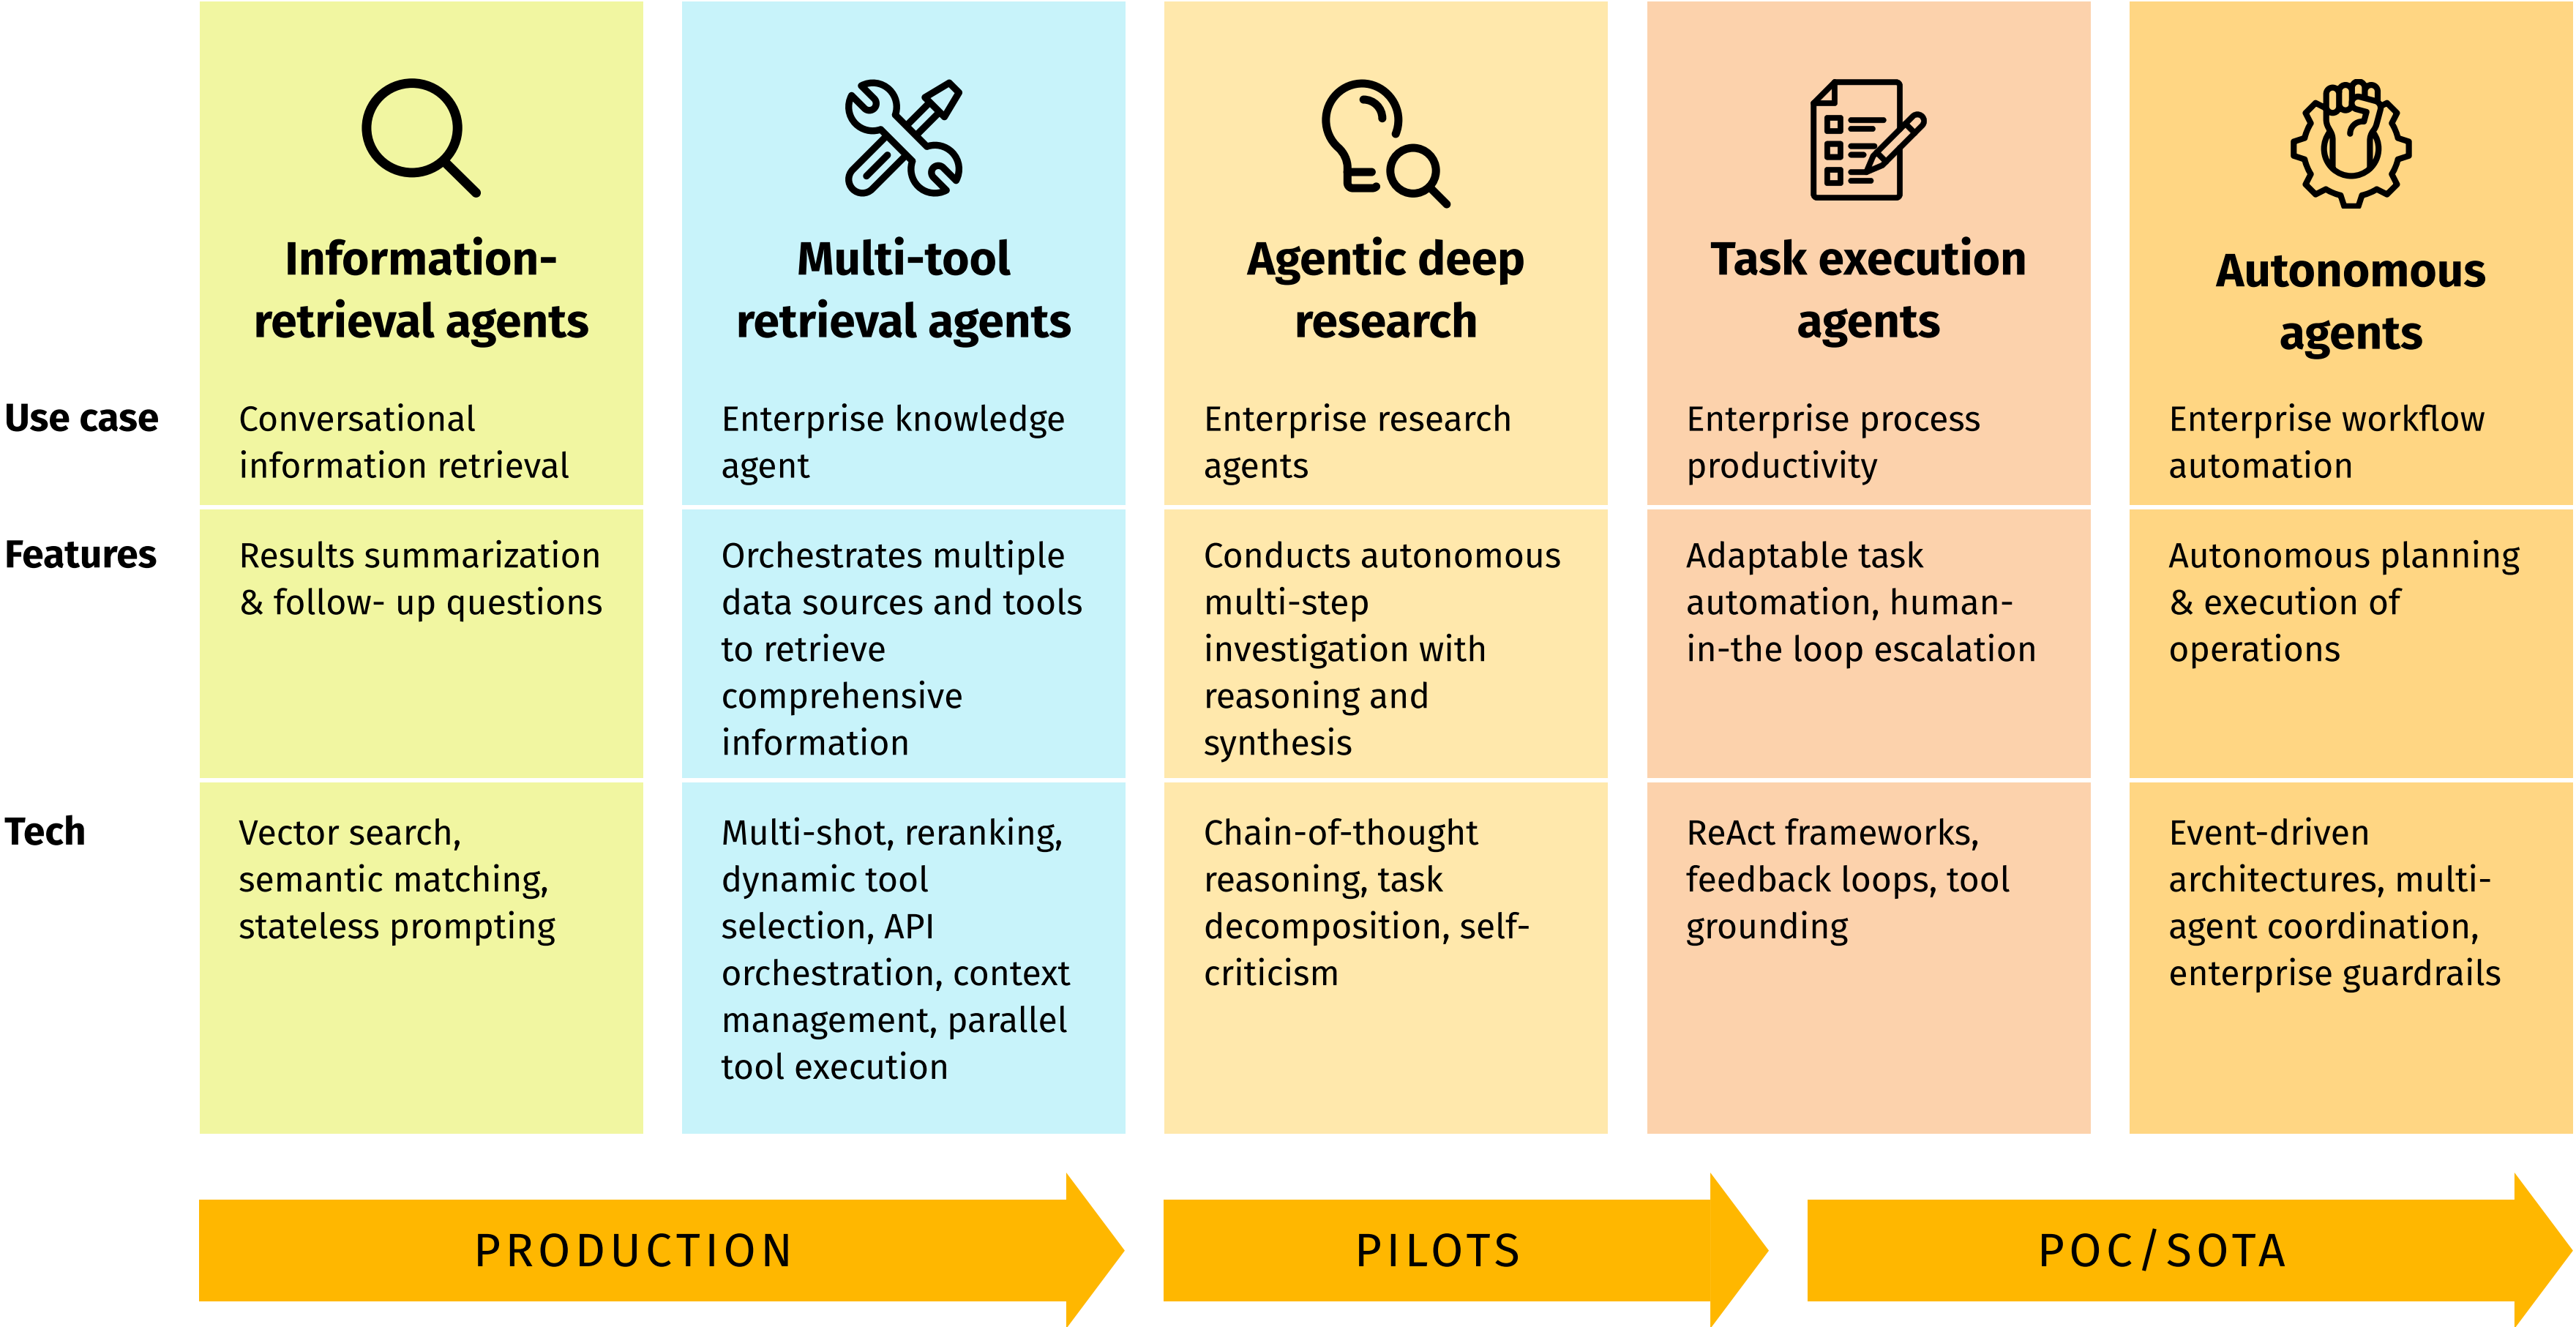 Information-
retrieval agents
Multi-tool
retrieval agents
Agentic deep
research
Task execution
agents
Autonomous
agents
Use case
Conversational
information retrieval
Enterprise knowledge
agent
Enterprise research
agents
Enterprise process
productivity
Enterprise workflow
automation
Features
Results summarization
& follow- up questions
Orchestrates multiple
data sources and tools
to retrieve
comprehensive
information
Conducts autonomous
multi-step
investigation with
reasoning and
synthesis
Adaptable task
automation, human-
in-the loop escalation
Autonomous planning
& execution of
operations
Tech
Vector search,
semantic matching,
stateless prompting
Multi-shot, reranking,
dynamic tool
selection, API
orchestration, context
management, parallel
tool execution
Chain-of-thought
reasoning, task
decomposition, self-
criticism
ReAct frameworks,
feedback loops, tool
grounding
Event-driven
architectures, multi-
agent coordination,
enterprise guardrails
PRODUCTION
PILOTS
POC/SOTA